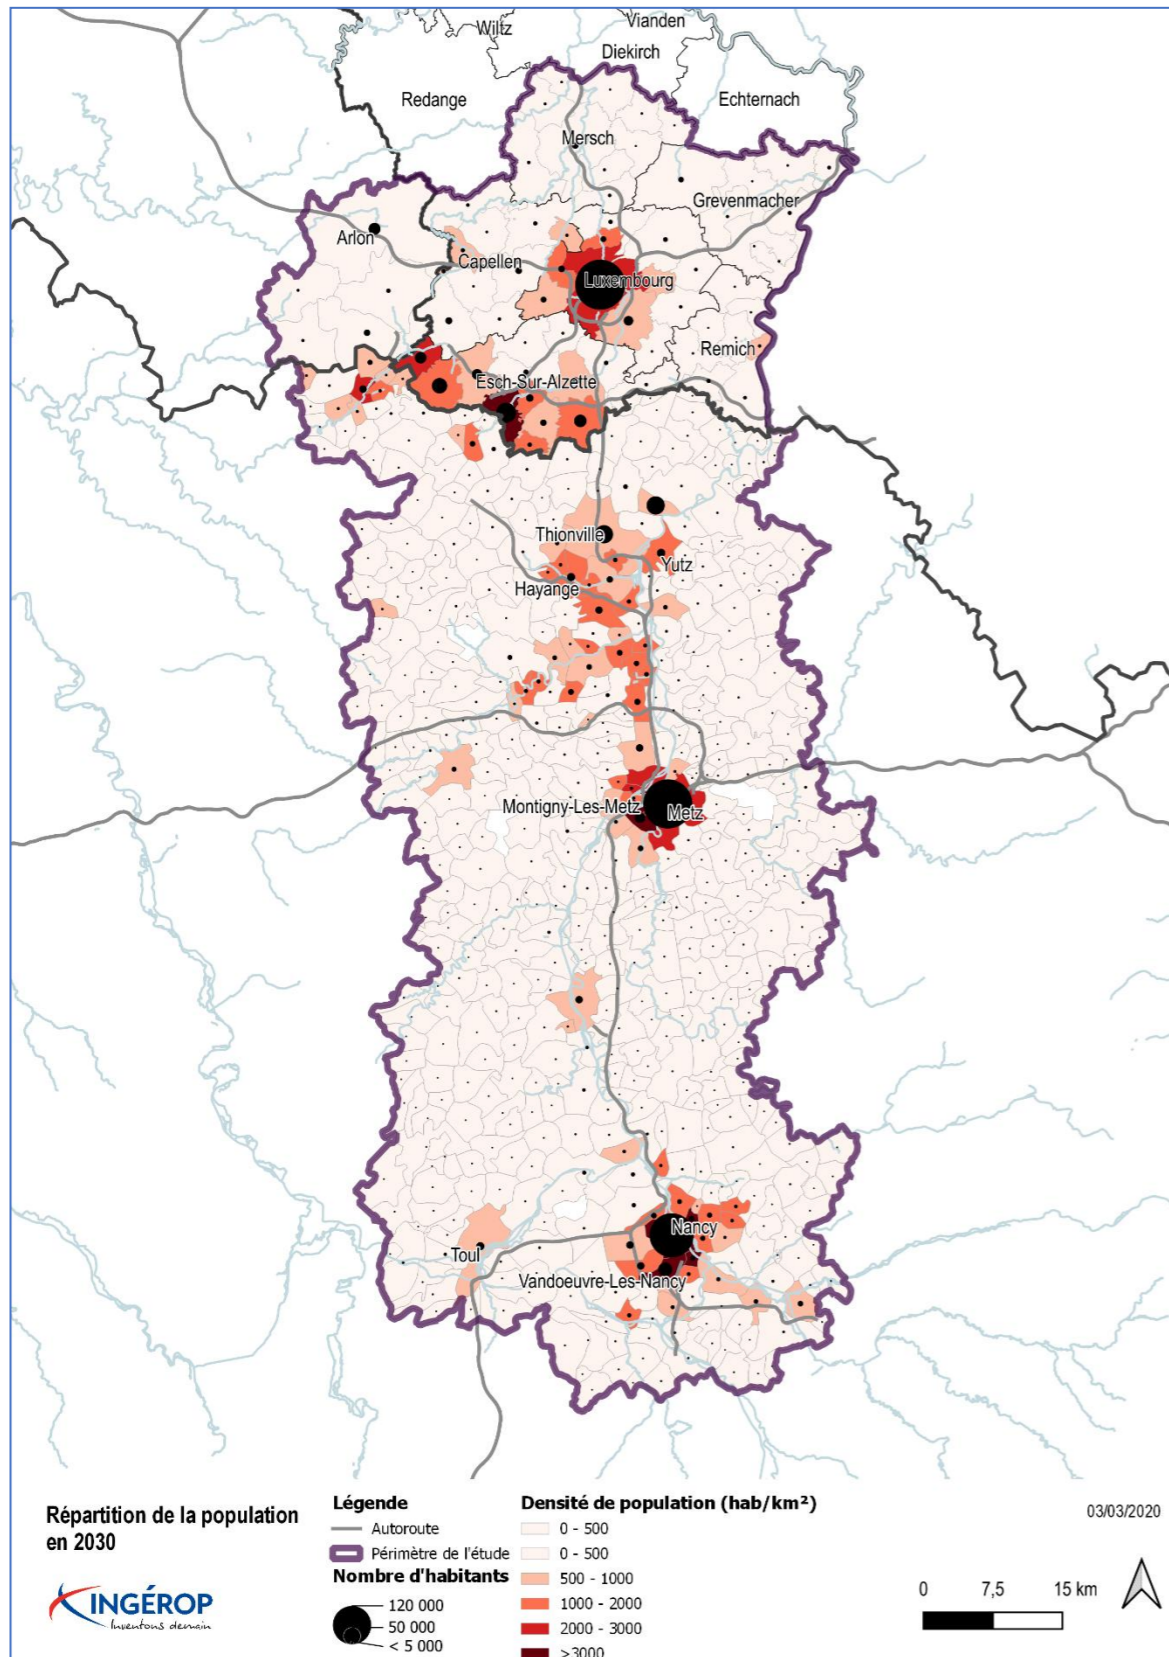 Vianden
Wiltz
Diekirch
Redange
Echternach
Mersch
Grevenmacher
Arlon
Capellen
Luxembourg
Remich
Esch-Sur-Alzette
Thionville
Yutz
Hayange
Montigny-Les-Metz
Metz
Nancy
Toul
Vandoeuvre-Les-Nancy
Répartition de la population
en 2030
INGÉROP
Inventons demain
Légende
Autoroute
Périmètre de l'étude
Nombre d'habitants
120 000
50 000
< 5 000
Densité de population (hab/km²)
0 - 500
0 - 500
500 - 1000
1000 - 2000
2000 - 3000
>3000
03/03/2020
0 7,5 15 km